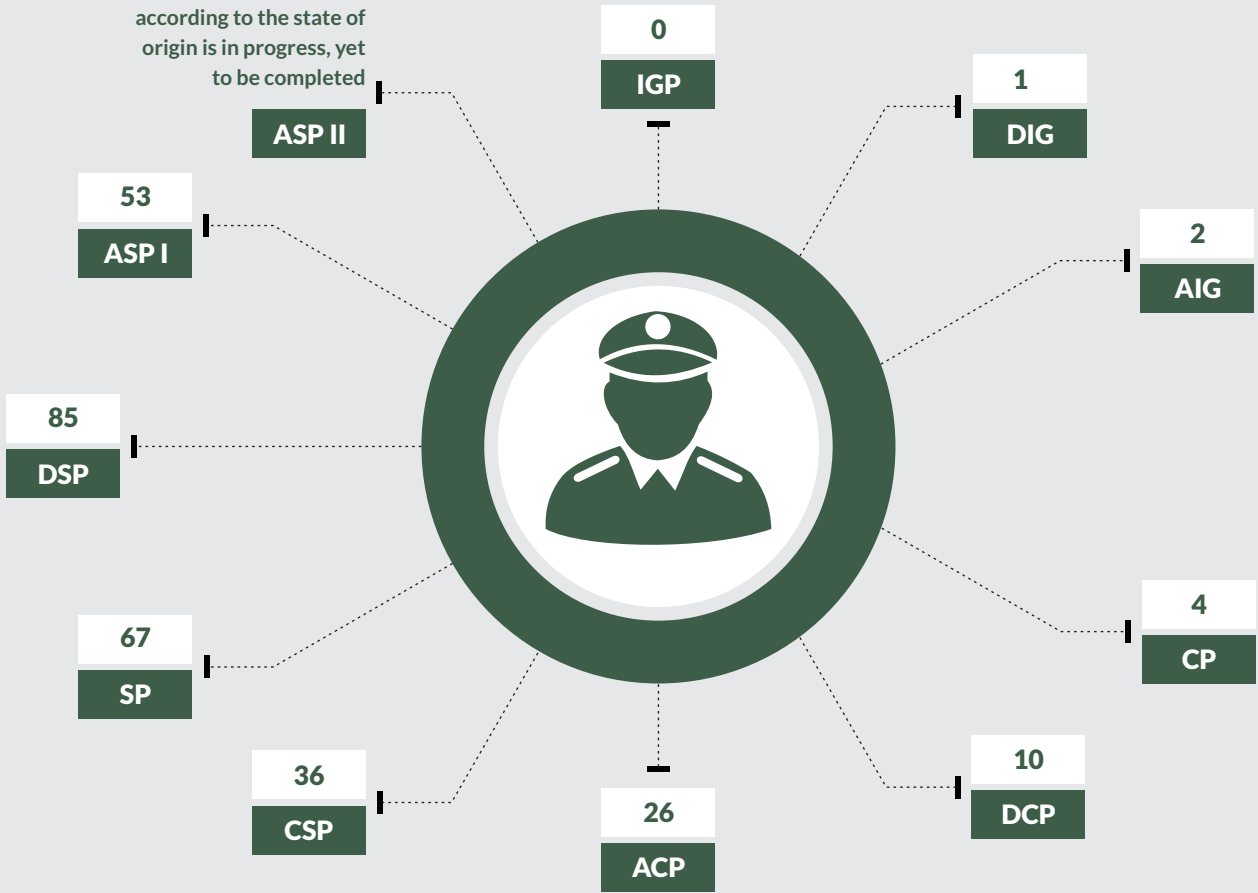 according to the state of
origin is in progress, yet
to be completed
ASP II
0
IGP
1
DIG
2
AIG
4
CP
10
DCP
26
ACP
36
CSP
67
SP
85
DSP
53
ASP I